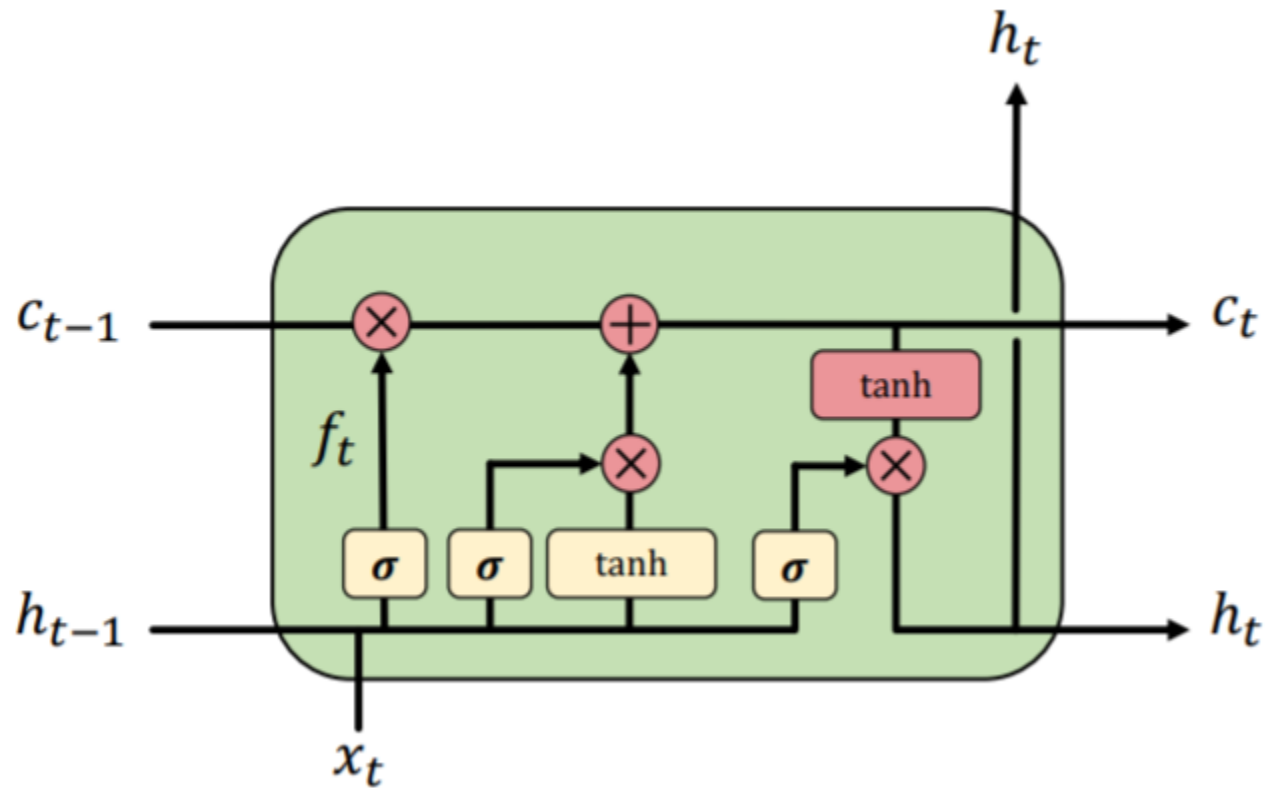 h_t
c_{t−1}
×
+
c_t
tanh
f_t
×
×
σ
σ
tanh
σ
h_{t−1}
h_t
x_t